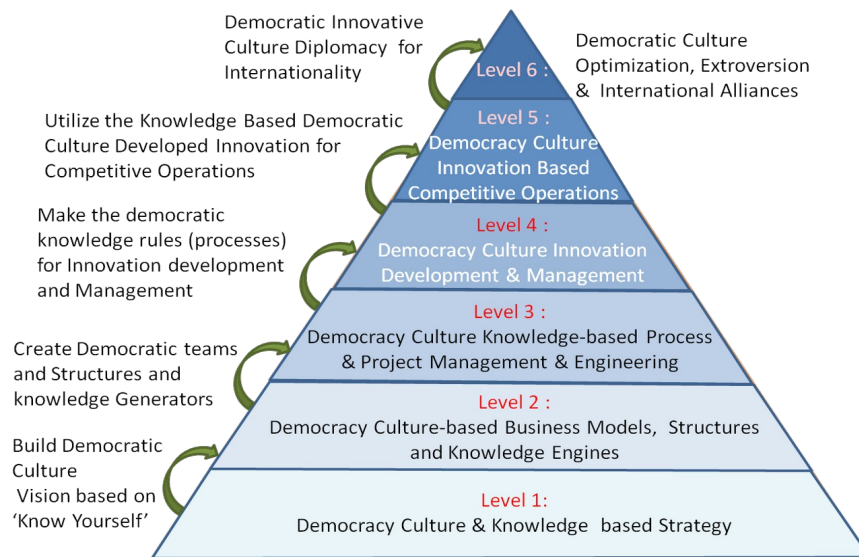 Democratic Innovative
Culture Diplomacy for
Internationality
Level 6 :
Democratic Culture
Optimization, Extroversion
& International Alliances
Utilize the Knowledge Based Democratic
Culture Developed Innovation for
Competitive Operations
Level 5 :
Democracy Culture
Innovation Based
Competitive Operations
Make the democratic
knowledge rules (processes)
for Innovation development
and Management
Level 4 :
Democracy Culture Innovation
Development & Management
Level 3 :
Democracy Culture Knowledge-based Process
& Project Management & Engineering
Create Democratic teams
and Structures and
knowledge Generators
Level 2 :
Democracy Culture-based Business Models, Structures
and Knowledge Engines
Build Democratic
Culture
Vision based on
‘Know Yourself’
Level 1:
Democracy Culture & Knowledge based Strategy